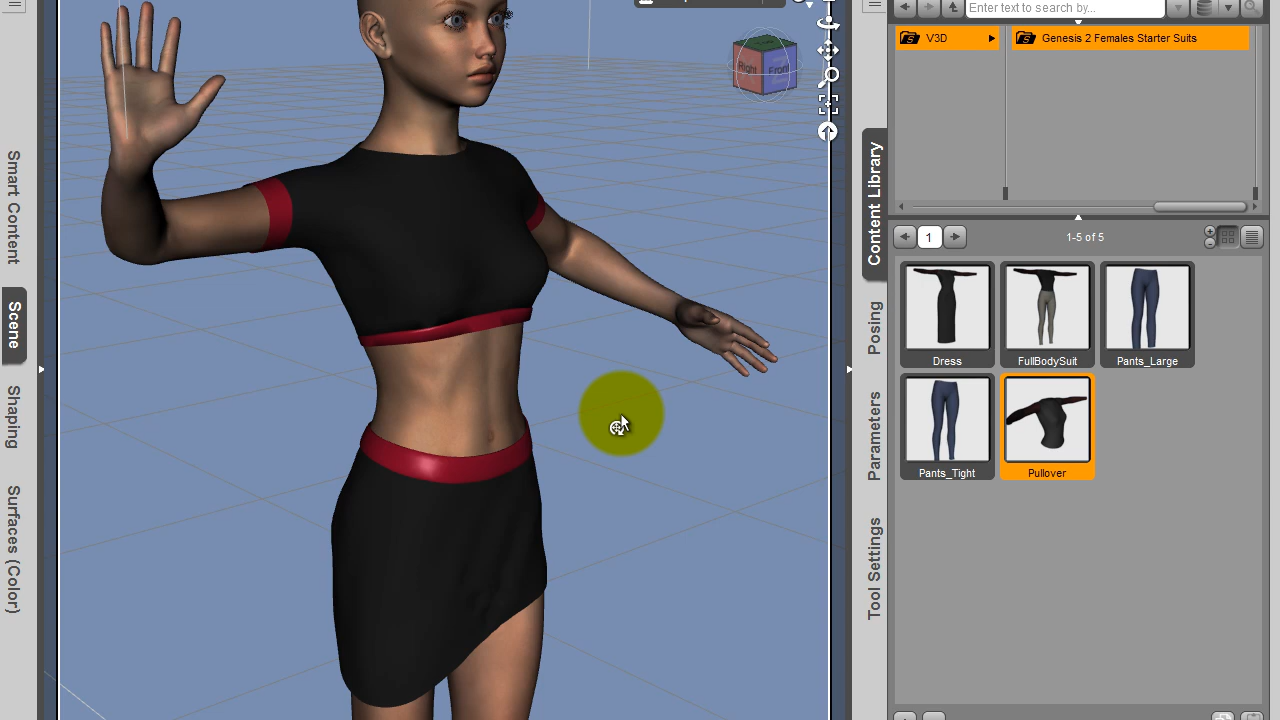 Enter text to search by...
V3D
Genesis 2 Females Starter Suits
Right
Front
Smart Content
Scene
Shaping
Surfaces (Color)
Content Library
Posing
Parameters
Tool Settings
1
1-5 of 5
Dress
FullBodySuit
Pants_Large
Pants_Tight
Pullover